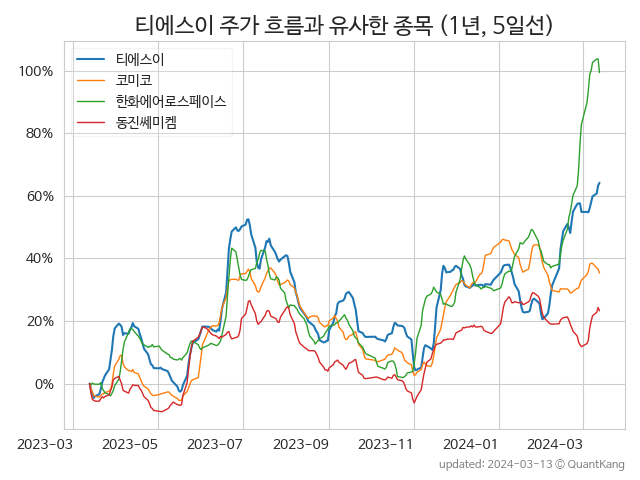 티에스이 주가 흐름과 유사한 종목 (1년, 5일선)
티에스이
코미코
한화에어로스페이스
동진쎄미켐
100%
80%
60%
40%
20%
0%
2023-03 2023-05 2023-07 2023-09 2023-11 2024-01 2024-03
updated: 2024-03-13 © QuantKang